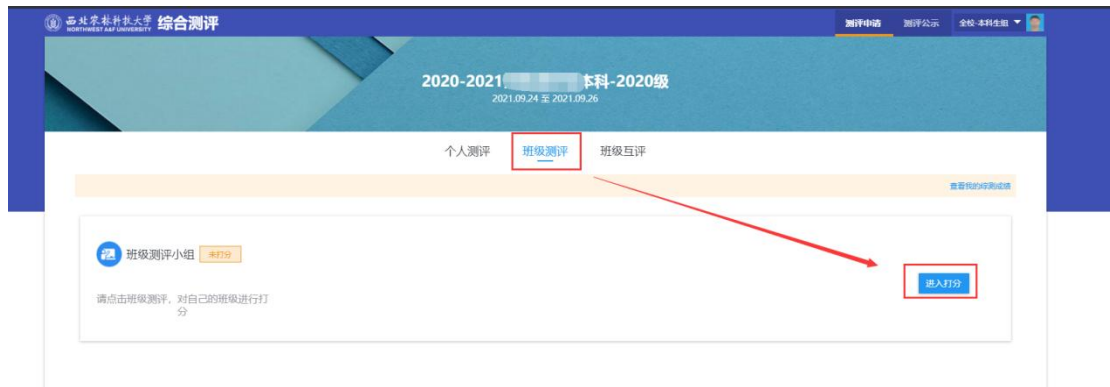 西北农林科技大学 综合测评
NORTHWEST A&F UNIVERSITY
测评申请 测评公示 全校-本科生组
2020-2021 本科-2020级
2021.09.24 至 2021.09.26
个人测评 班级测评 班级互评
查看我的综测成绩
班级测评小组 未打分
进入打分
请点击班级测评，对自己的班级进行打
分